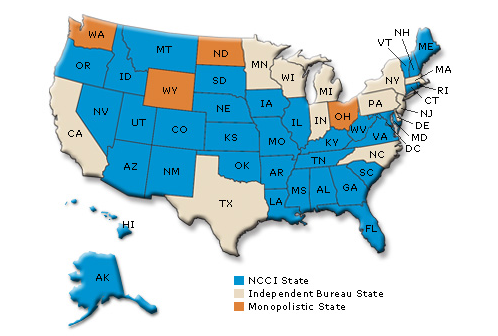 WA
MT
ND
MN
VT
NH
ME
OR
ID
WY
SD
WI
MI
NY
MA
RI
CT
NJ
DE
MD
DC
NV
UT
CO
NE
IA
IL
IN
OH
PA
WV
VA
CA
KS
MO
KY
NC
TN
AZ
NM
OK
AR
SC
TX
LA
MS
AL
GA
FL
HI
AK
NCCI State
Independent Bureau State
Monopolistic State